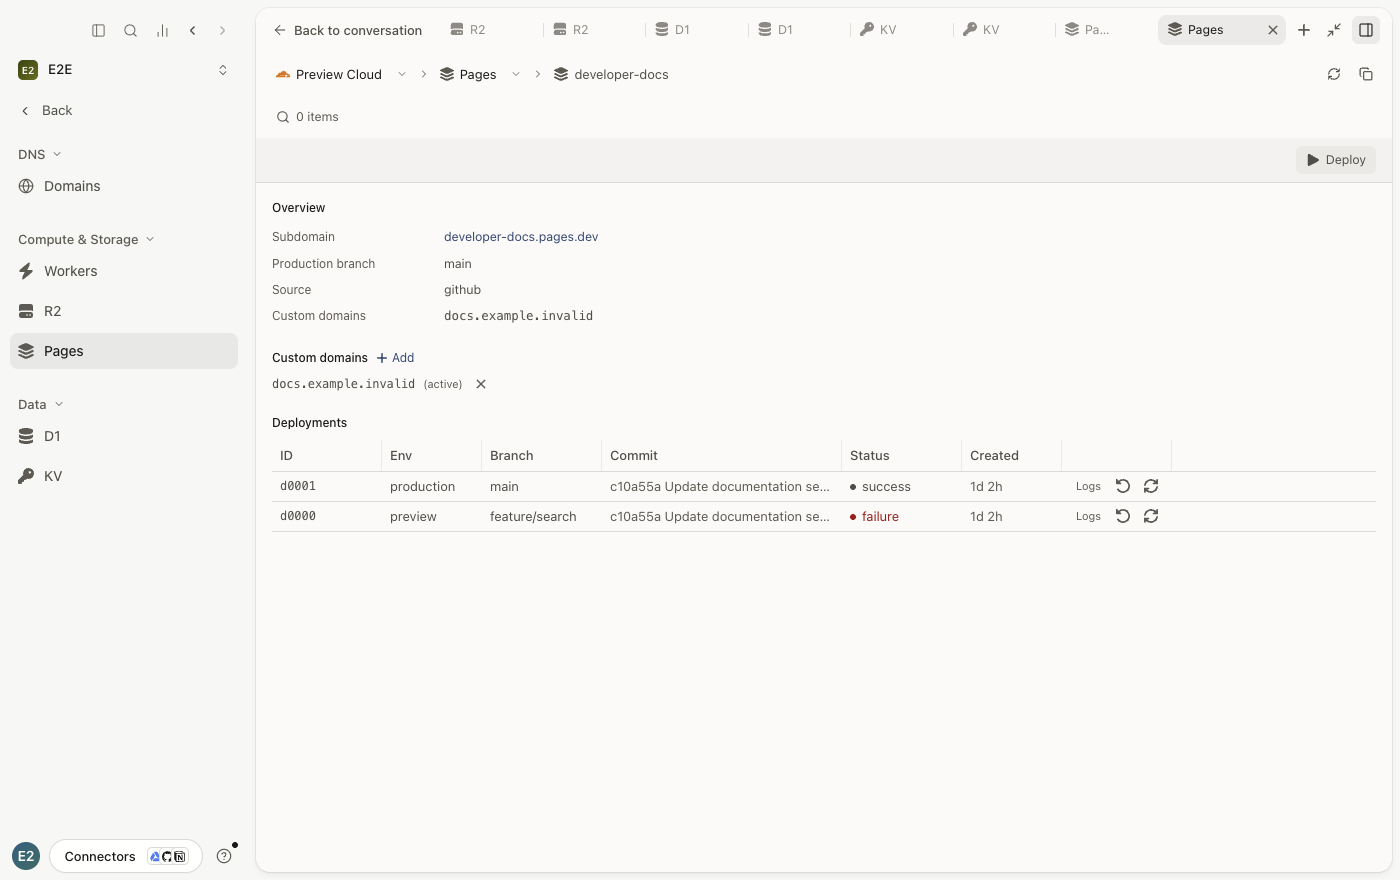 Back to conversation R2 R2 D1 D1 KV KV Pa... Pages
E2 E2E
Preview Cloud Pages developer-docs
Back
0 items
DNS
Deploy
Domains
Overview
Subdomain developer-docs.pages.dev
Compute & Storage
Production branch main
Workers
Source github
R2
Custom domains docs.example.invalid
Pages
Custom domains Add
docs.example.invalid (active)
Data
Deployments
D1
ID Env Branch Commit Status Created
KV
d0001 production main c10a55a Update documentation se... success 1d 2h Logs
d0000 preview feature/search c10a55a Update documentation se... failure 1d 2h Logs
E2 Connectors